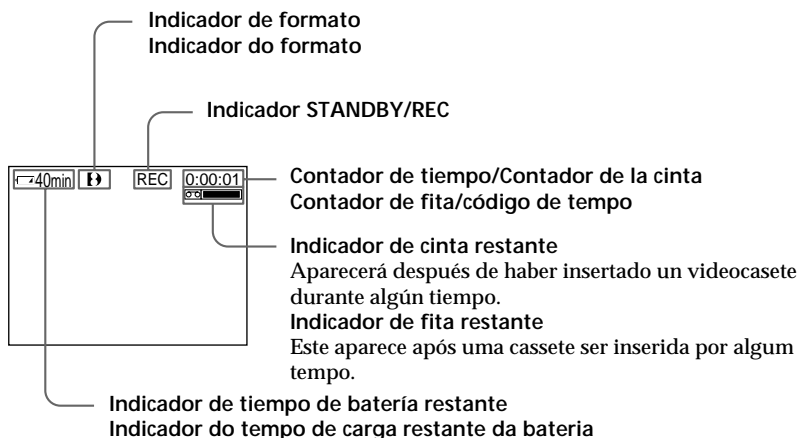 Indicador de formato
Indicador do formato
Indicador STANDBY/REC
40min REC 0:00:01
Contador de tiempo/Contador de la cinta
Contador de fita/código de tempo
Indicador de cinta restante
Aparecerá después de haber insertado un videocasete
durante algún tiempo.
Indicador de fita restante
Este aparece após uma cassete ser inserida por algum
tempo.
Indicador de tiempo de batería restante
Indicador do tempo de carga restante da bateria